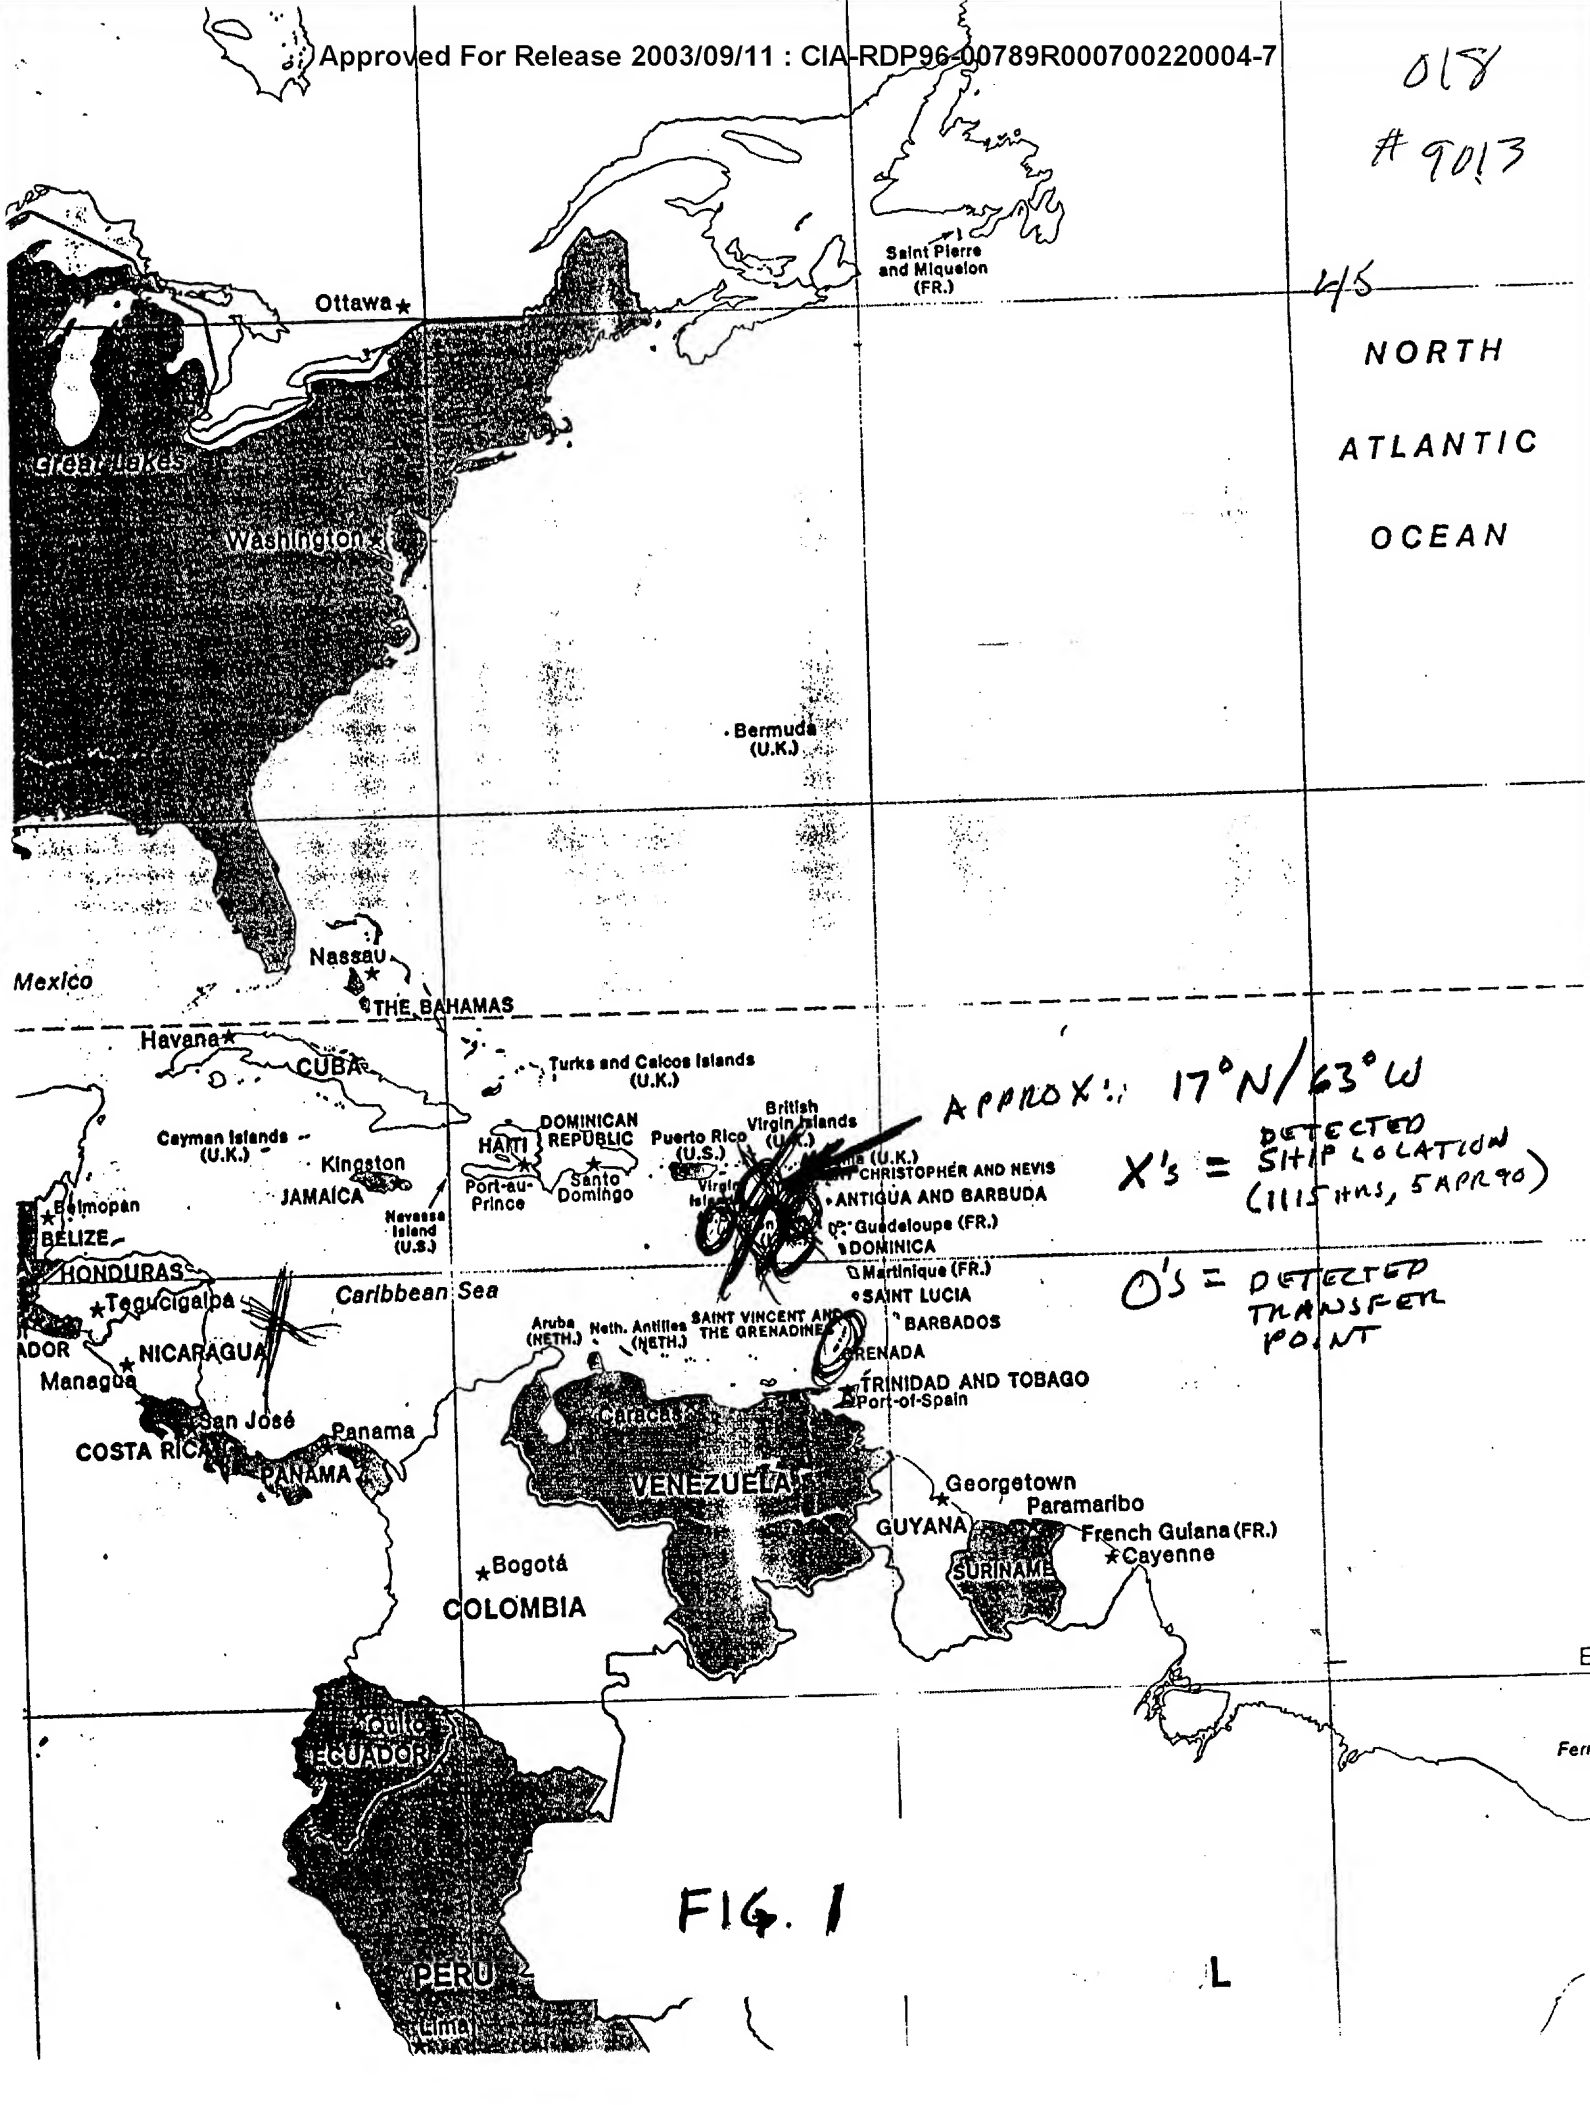 Approved For Release 2003/09/11 : CIA-RDP96-00789R000700220004-7
018
# 9013
Saint Pierre
and Miquelon
(FR.)
45
Ottawa
NORTH
ATLANTIC
OCEAN
Great Lakes
Washington
Bermuda
(U.K.)
Nassau
Mexico
THE BAHAMAS
Havana
CUBA
Turks and Caicos Islands
(U.K.)
APPROX: 17°N/63°W
British
Virgin Islands
(U.K.)
DOMINICAN
REPUBLIC
HAITI
Puerto Rico
(U.S.)
Cayman Islands
(U.K.)
Kingston
JAMAICA
Port-au-
Prince
Santo
Domingo
(U.K.)
CHRISTOPHER AND NEVIS
ANTIGUA AND BARBUDA
Guadeloupe (FR.)
DOMINICA
Martinique (FR.)
SAINT LUCIA
BARBADOS
X's = DETECTED
SHIP LOCATION
(1115 HRS, 5 APR 90)
O'S = DETECTED
TRANSFER
POINT
Belmopan
BELIZE
Navassa
Island
(U.S.)
HONDURAS
Tegucigalpa
Caribbean Sea
Aruba
(NETH.)
Neth. Antilles
(NETH.)
SAINT VINCENT AND
THE GRENADINES
ADOR
NICARAGUA
Managua
GRENADA
TRINIDAD AND TOBAGO
Port-of-Spain
San José
COSTA RICA
Panama
PANAMA
Caracas
VENEZUELA
Georgetown
Paramaribo
GUYANA
French Guiana (FR.)
Cayenne
SURINAME
Bogotá
COLOMBIA
E
Quito
ECUADOR
Fern
FIG. 1
PERU
L
Lima